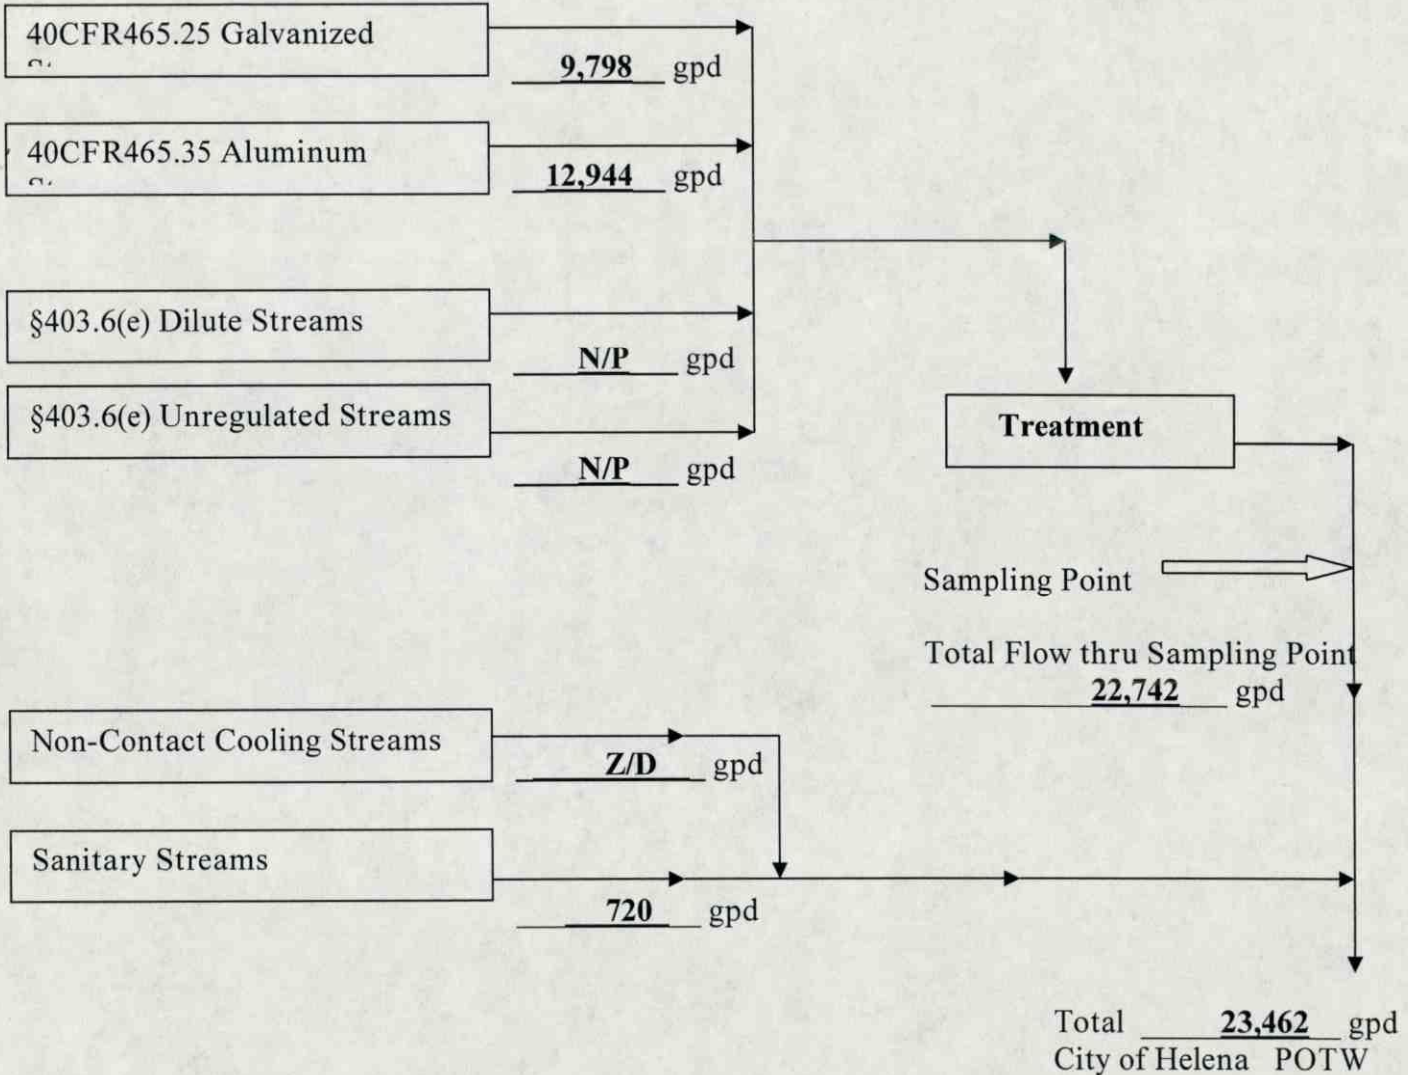 40CFR465.25 Galvanized
9,798 gpd
40CFR465.35 Aluminum
12,944 gpd
§403.6(e) Dilute Streams
N/P gpd
§403.6(e) Unregulated Streams
N/P gpd
Treatment
Sampling Point
Total Flow thru Sampling Point
22,742 gpd
Non-Contact Cooling Streams
Z/D gpd
Sanitary Streams
720 gpd
Total 23,462 gpd
City of Helena POTW